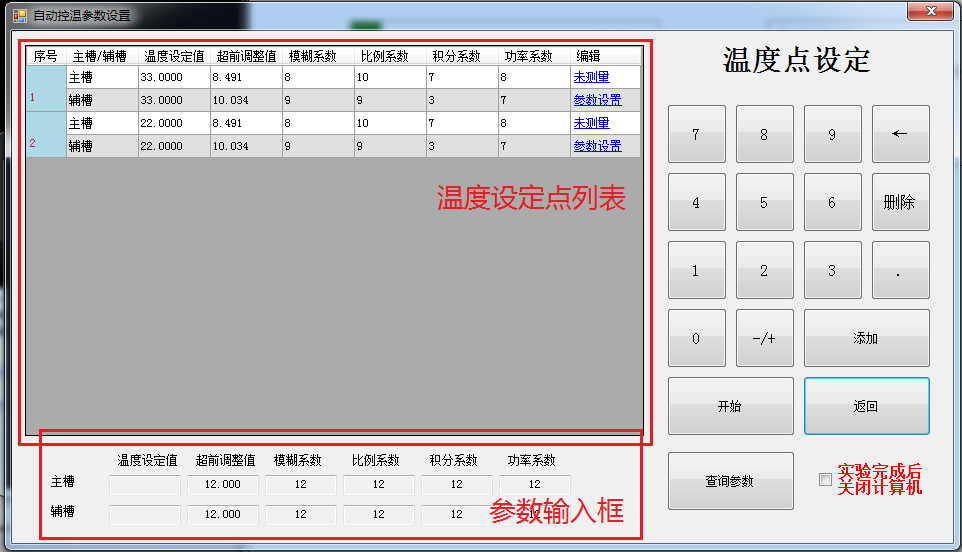 自动控温参数设置
温度点设定
序号 主槽/辅槽 温度设定值 超前调整值 模糊系数 比例系数 积分系数 功率系数 编辑
1
主槽 33.0000 8.491 8 10 7 8 未测量
辅槽 33.0000 10.034 9 9 3 7 参数设置
2
主槽 22.0000 8.491 8 10 7 8 未测量
辅槽 22.0000 10.034 9 9 3 7 参数设置
温度设定点列表
7 8 9 ←
4 5 6 删除
1 2 3 .
0 -/+ 添加
开始 返回
查询参数
实验完成后
关闭计算机
温度设定值 超前调整值 模糊系数 比例系数 积分系数 功率系数
主槽 12.000 12 12 12 12
辅槽 12.000 12 12 12
参数输入框